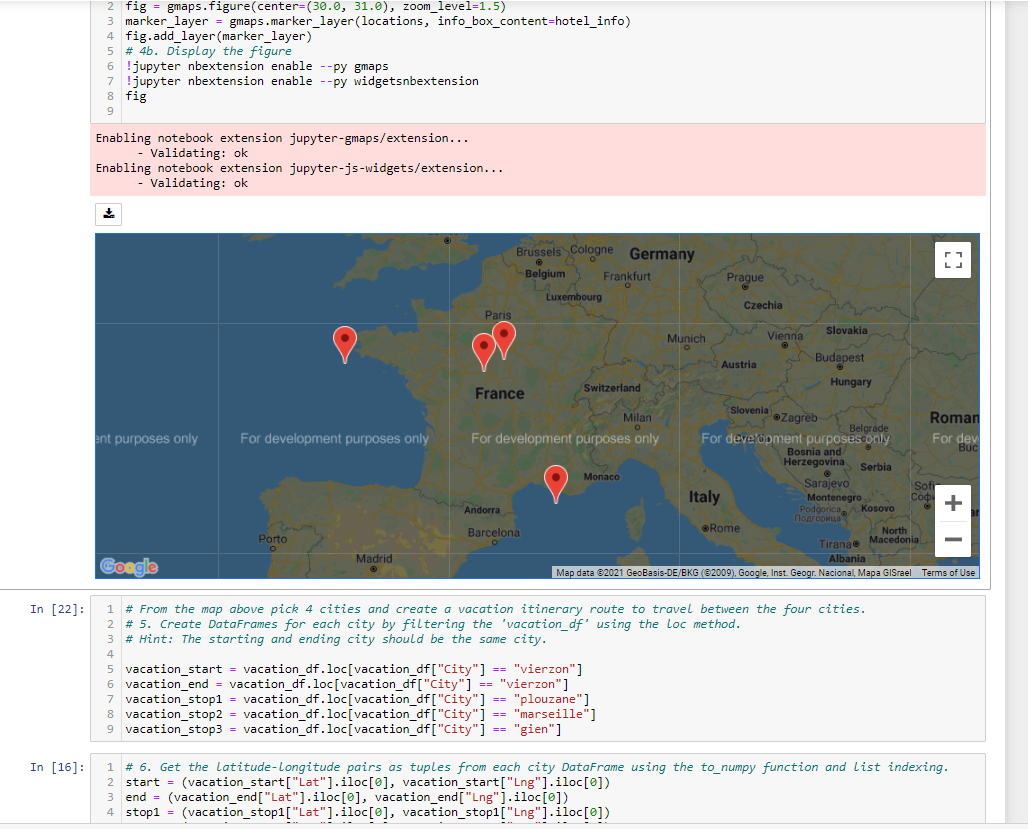 2 fig = gmaps.figure(center=(30.0, 31.0), zoom_level=1.5)
3 marker_layer = gmaps.marker_layer(locations, info_box_content=hotel_info)
4 fig.add_layer(marker_layer)
5 # 4b. Display the figure
6 !jupyter nbextension enable --py gmaps
7 !jupyter nbextension enable --py widgetsnbextension
8 fig
9
Enabling notebook extension jupyter-gmaps/extension...
- Validating: ok
Enabling notebook extension jupyter-js-widgets/extension...
- Validating: ok
Brussels Cologne Germany
Belgium Frankfurt Prague
Luxembourg Czechia
Paris
Munich Vienna Slovakia
Austria Budapest
France Switzerland Hungary
Milan Slovenia Zagreb Roman
Belgrade
ent purposes only For development purposes only For development purposes only For development purposes only For dev
Buc
Bosnia and
Herzegovina Serbia
Monaco Sarajevo
Italy Montenegro Kosovo Sofi
Соф
Andorra Podgorica
Подгорица
Porto Barcelona Rome North
Macedonia
Tirana
Madrid Albania
Google
Map data ©2021 GeoBasis-DE/BKG (©2009), Google, Inst. Geogr. Nacional, Mapa GISrael Terms of Use
In [22]:
1 # From the map above pick 4 cities and create a vacation itinerary route to travel between the four cities.
2 # 5. Create DataFrames for each city by filtering the 'vacation_df' using the loc method.
3 # Hint: The starting and ending city should be the same city.
4
5 vacation_start = vacation_df.loc[vacation_df["City"] == "vierzon"]
6 vacation_end = vacation_df.loc[vacation_df["City"] == "vierzon"]
7 vacation_stop1 = vacation_df.loc[vacation_df["City"] == "plouzane"]
8 vacation_stop2 = vacation_df.loc[vacation_df["City"] == "marseille"]
9 vacation_stop3 = vacation_df.loc[vacation_df["City"] == "gien"]
In [16]:
1 # 6. Get the latitude-longitude pairs as tuples from each city DataFrame using the to_numpy function and list indexing.
2 start = (vacation_start["Lat"].iloc[0], vacation_start["Lng"].iloc[0])
3 end = (vacation_end["Lat"].iloc[0], vacation_end["Lng"].iloc[0])
4 stop1 = (vacation_stop1["Lat"].iloc[0], vacation_stop1["Lng"].iloc[0])